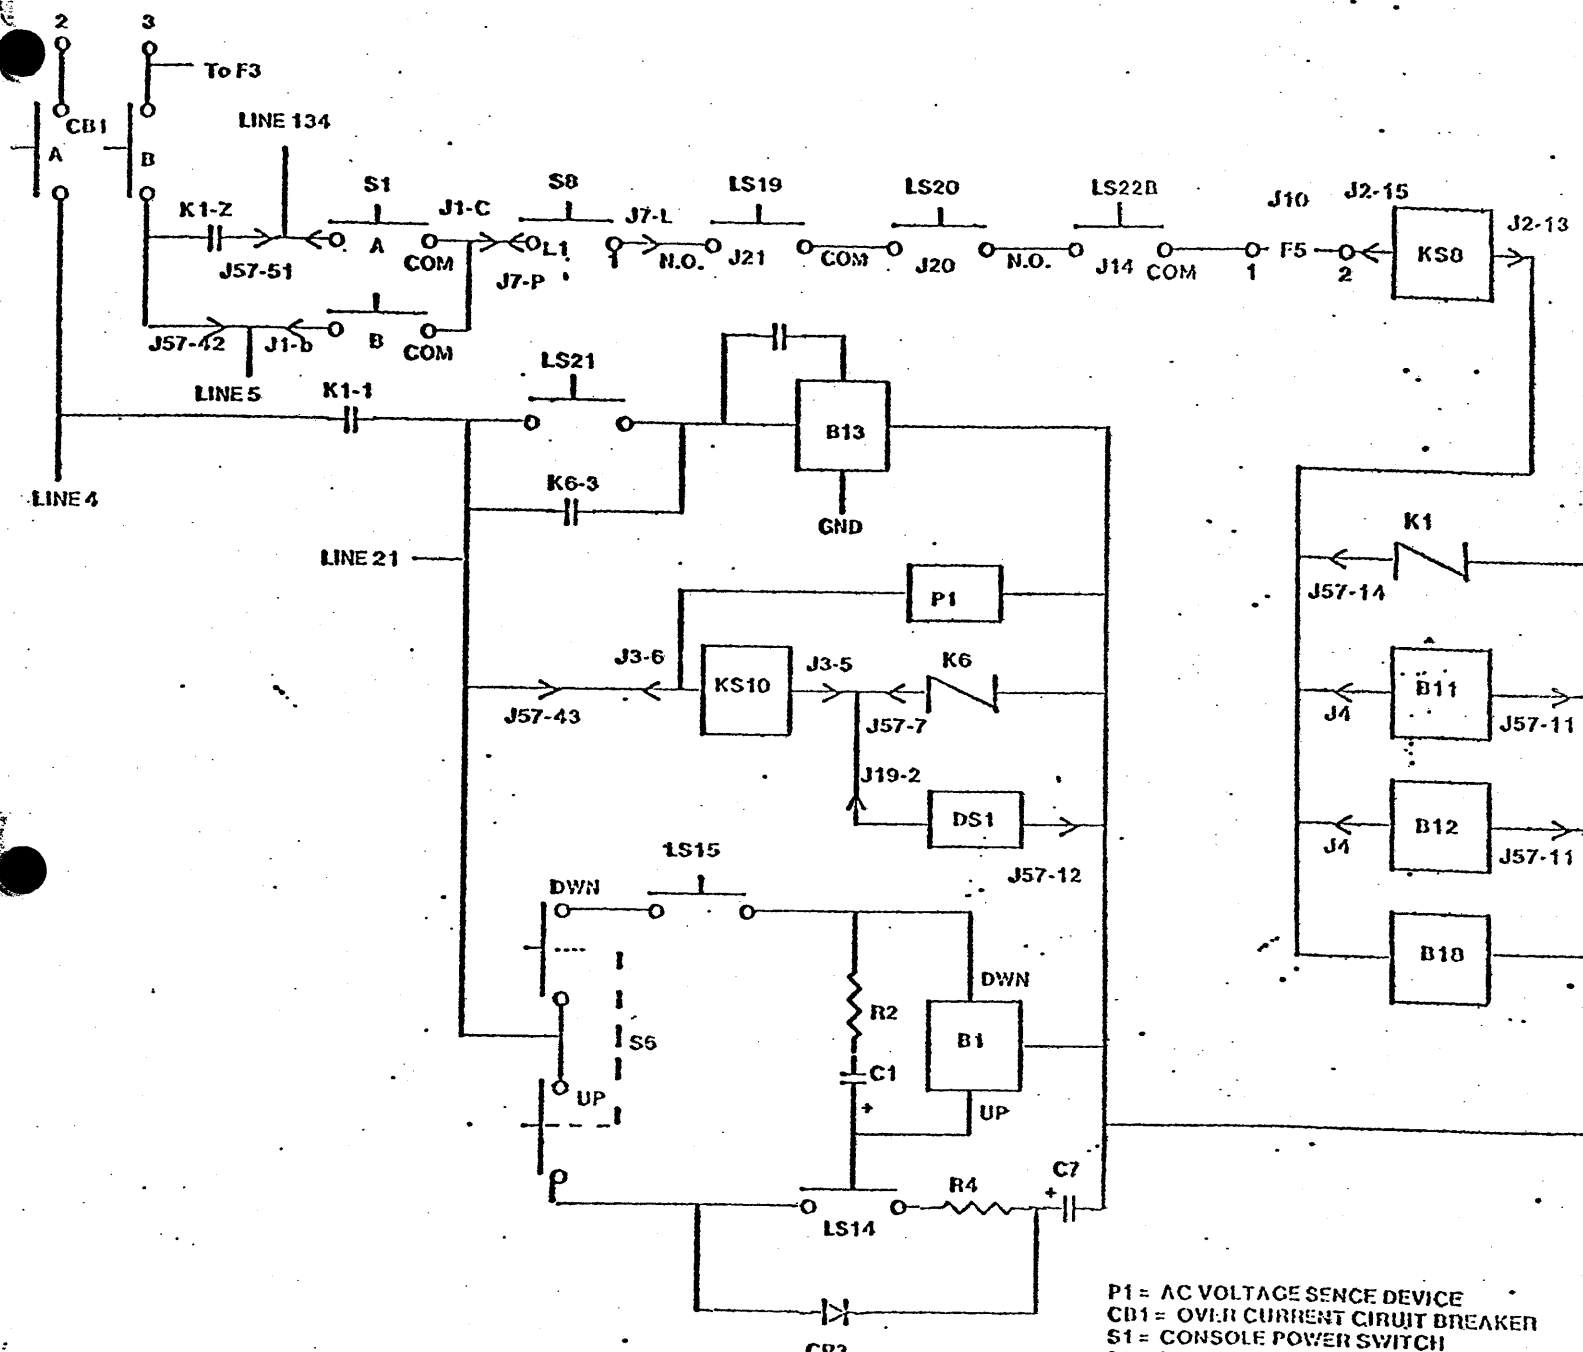 2 3
To F3
CB1
A B
LINE 134
K1-Z
J57-51
S1
A
COM
J1-C
S8
L1
1
J7-P
J7-L
N.O.
LS19
J21
COM
LS20
J20
N.O.
LS22B
J14
COM
J10
1 F5 2
J2-15
KS8
J2-13
J57-42
J1-b
B
COM
LINE 5
K1-1
LINE 4
LS21
B13
GND
K6-3
LINE 21
K1
J57-14
P1
J3-6
KS10
J3-5
K6
J57-43
J57-7
J19-2
DS1
J57-12
B11
J4
J57-11
B12
J4
J57-11
B18
LS15
DWN
S6
UP
R2
C1
+
DWN
B1
UP
LS14
R4
C7
+
P1 = AC VOLTAGE SENCE DEVICE
CB1 = OVER CURRENT CIRUIT BREAKER
S1 = CONSOLE POWER SWITCH